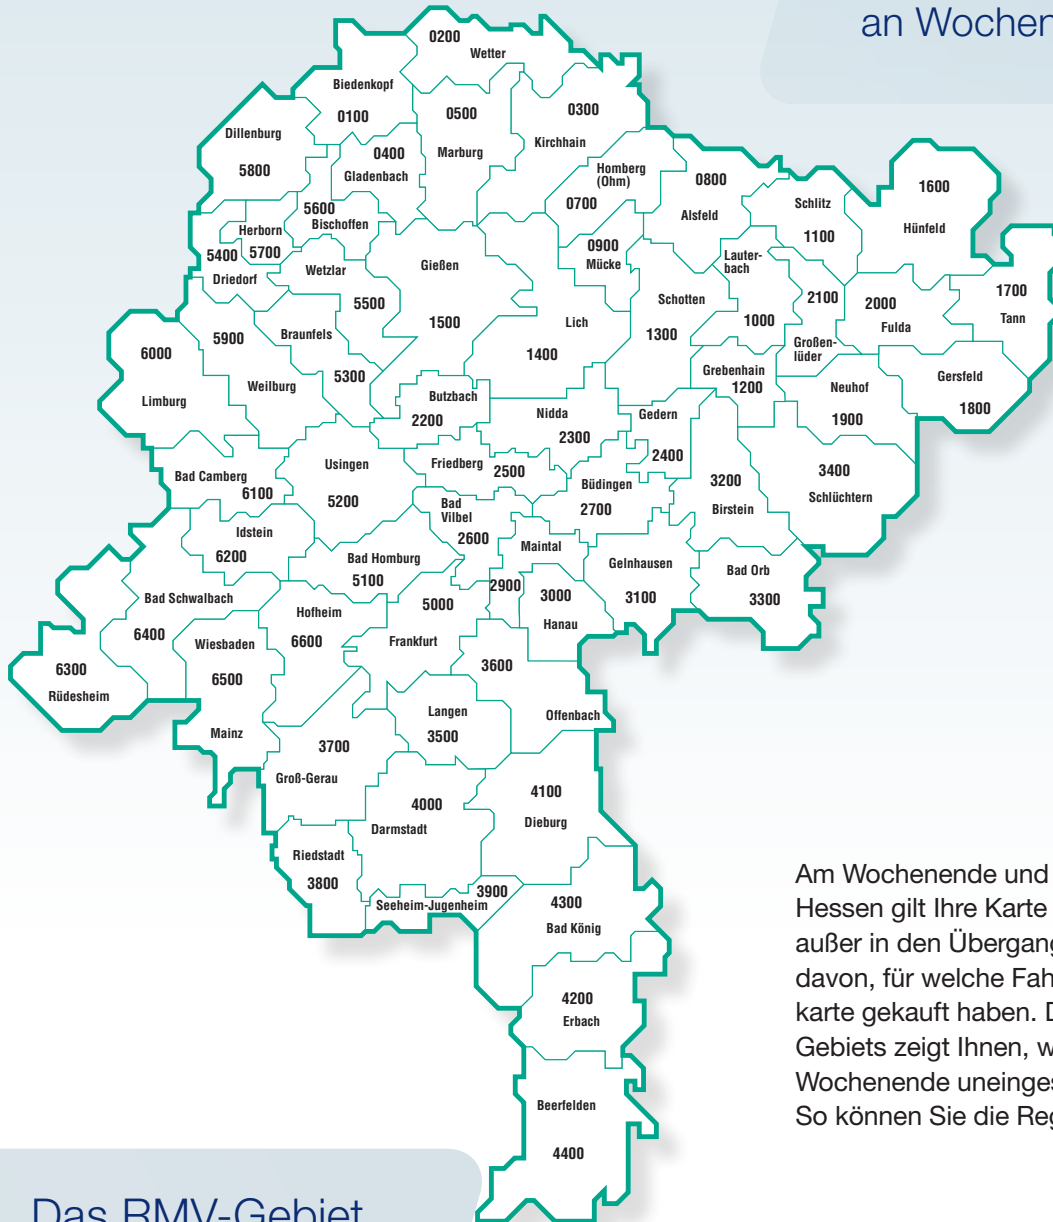 an Wochen
0200
Wetter
Biedenkopf
0100
0500
Marburg
0300
Kirchhain
Dillenburg
5800
0400
Gladenbach
Homberg
(Ohm)
0700
0800
Alsfeld
Schlitz
1100
1600
Hünfeld
5600
Bischoffen
Herborn
5700
5400
Driedorf
Wetzlar
5500
Gießen
1500
0900
Mücke
Lauter-
bach
1000
2100
Großen-
lüder
2000
Fulda
1700
Tann
Schotten
1300
Lich
1400
5900
Weilburg
Braunfels
5300
6000
Limburg
Butzbach
2200
Grebenhain
1200
Neuhof
1900
Gersfeld
1800
Nidda
2300
Gedern
2400
Usingen
5200
Friedberg
2500
Bad Camberg
6100
Büdingen
2700
3200
Birstein
3400
Schlüchtern
Bad
Vilbel
2600
Idstein
6200
Maintal
2900
Bad Homburg
5100
Gelnhausen
3100
Bad Orb
3300
3000
Hanau
Bad Schwalbach
6400
Hofheim
6600
5000
Frankfurt
Wiesbaden
6500
3600
Offenbach
6300
Rüdesheim
Langen
3500
Mainz
3700
Groß-Gerau
4000
Darmstadt
4100
Dieburg
Riedstadt
3800
3900
Seeheim-Jugenheim
4300
Bad König
4200
Erbach
Beerfelden
4400
Am Wochenende und
Hessen gilt Ihre Karte
außer in den Übergang
davon, für welche Fah
karte gekauft haben. D
Gebiets zeigt Ihnen, w
Wochenende uneinges
So können Sie die Reg
Das RMV-Gebiet